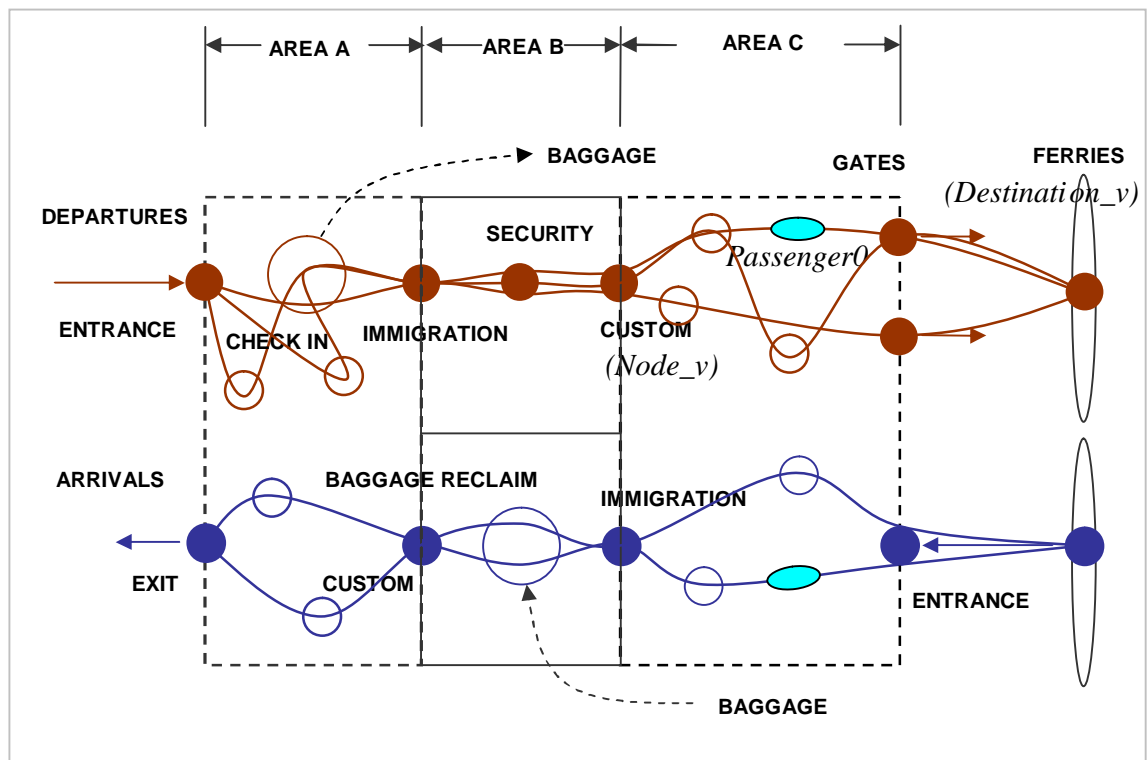 AREA A
AREA B
AREA C
BAGGAGE
GATES
FERRIES
(Destination_v)
DEPARTURES
SECURITY
Passenger0
ENTRANCE
CHECK IN
IMMIGRATION
CUSTOM
(Node_v)
ARRIVALS
BAGGAGE RECLAIM
IMMIGRATION
EXIT
CUSTOM
ENTRANCE
BAGGAGE